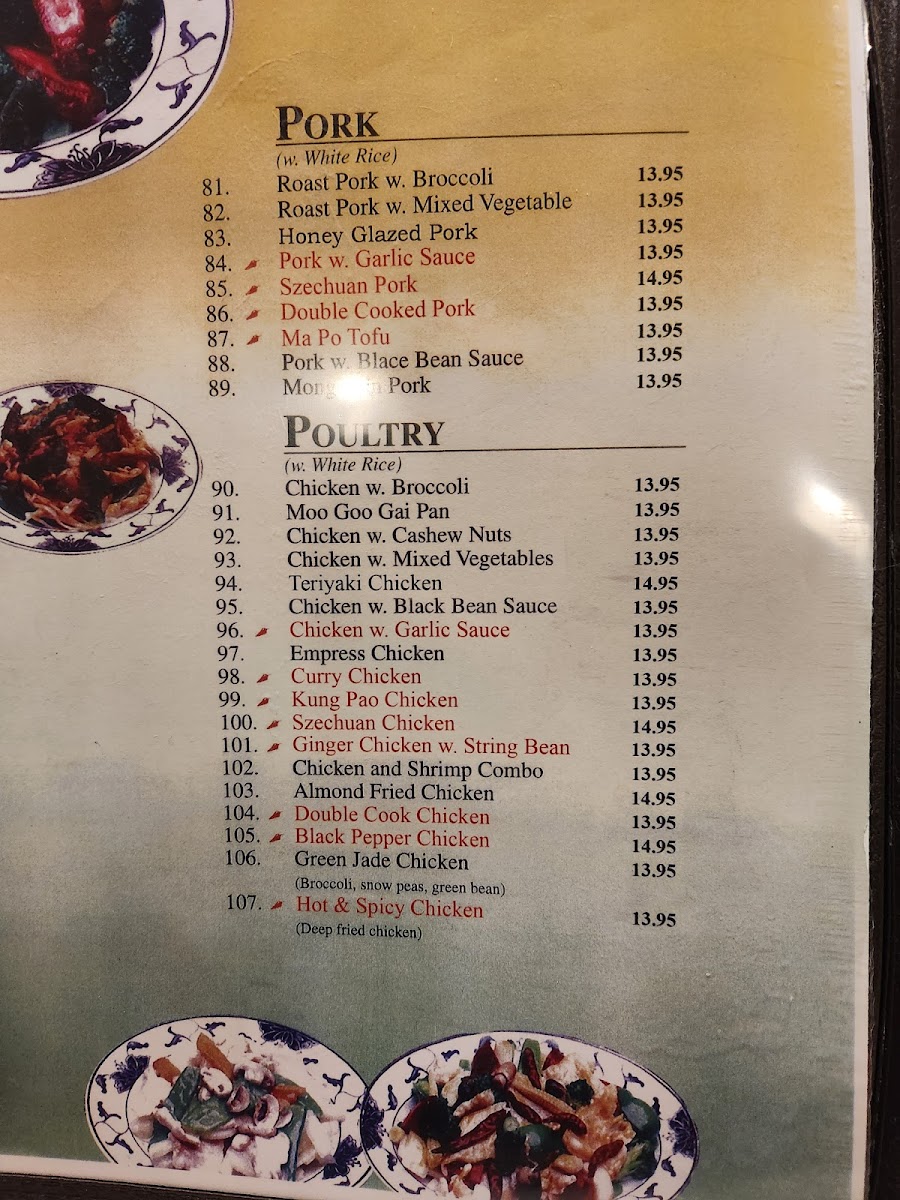 PORK
(w. White Rice)
81. Roast Pork w. Broccoli 13.95
82. Roast Pork w. Mixed Vegetable 13.95
83. Honey Glazed Pork 13.95
84. Pork w. Garlic Sauce 13.95
85. Szechuan Pork 14.95
86. Double Cooked Pork 13.95
87. Ma Po Tofu 13.95
88. Pork w. Blace Bean Sauce 13.95
89. Pork 13.95
POULTRY
(w. White Rice)
90. Chicken w. Broccoli 13.95
91. Moo Goo Gai Pan 13.95
92. Chicken w. Cashew Nuts 13.95
93. Chicken w. Mixed Vegetables 13.95
94. Teriyaki Chicken 14.95
95. Chicken w. Black Bean Sauce 13.95
96. Chicken w. Garlic Sauce 13.95
97. Empress Chicken 13.95
98. Curry Chicken 13.95
99. Kung Pao Chicken 13.95
100. Szechuan Chicken 14.95
101. Ginger Chicken w. String Bean 13.95
102. Chicken and Shrimp Combo 13.95
103. Almond Fried Chicken 14.95
104. Double Cook Chicken 13.95
105. Black Pepper Chicken 14.95
106. Green Jade Chicken 13.95
(Broccoli, snow peas, green bean)
107. Hot & Spicy Chicken 13.95
(Deep fried chicken)